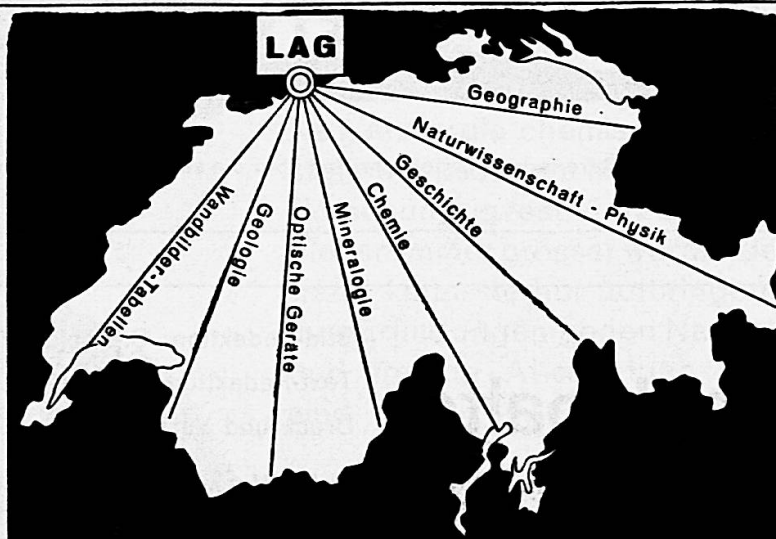 LAG
Geographie
Naturwissenschaft - Physik
Geschichte
Chemie
Mineralogie
Optische Geräte
Geologie
Wandbilder-Tabellen